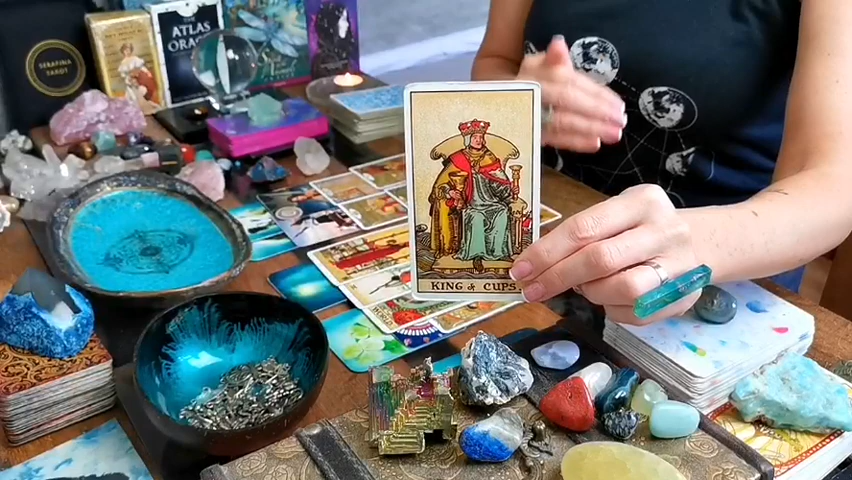 SERAFINA
TAROT
THE
ATLAS
ORACLE
KING of CUPS.